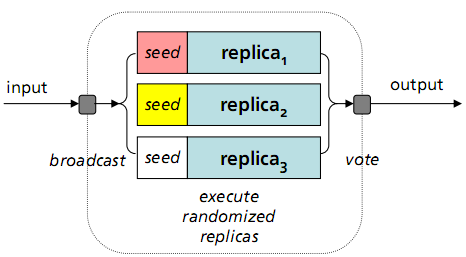 seed replica1
input output
seed replica2
broadcast seed replica3 vote
execute
randomized
replicas